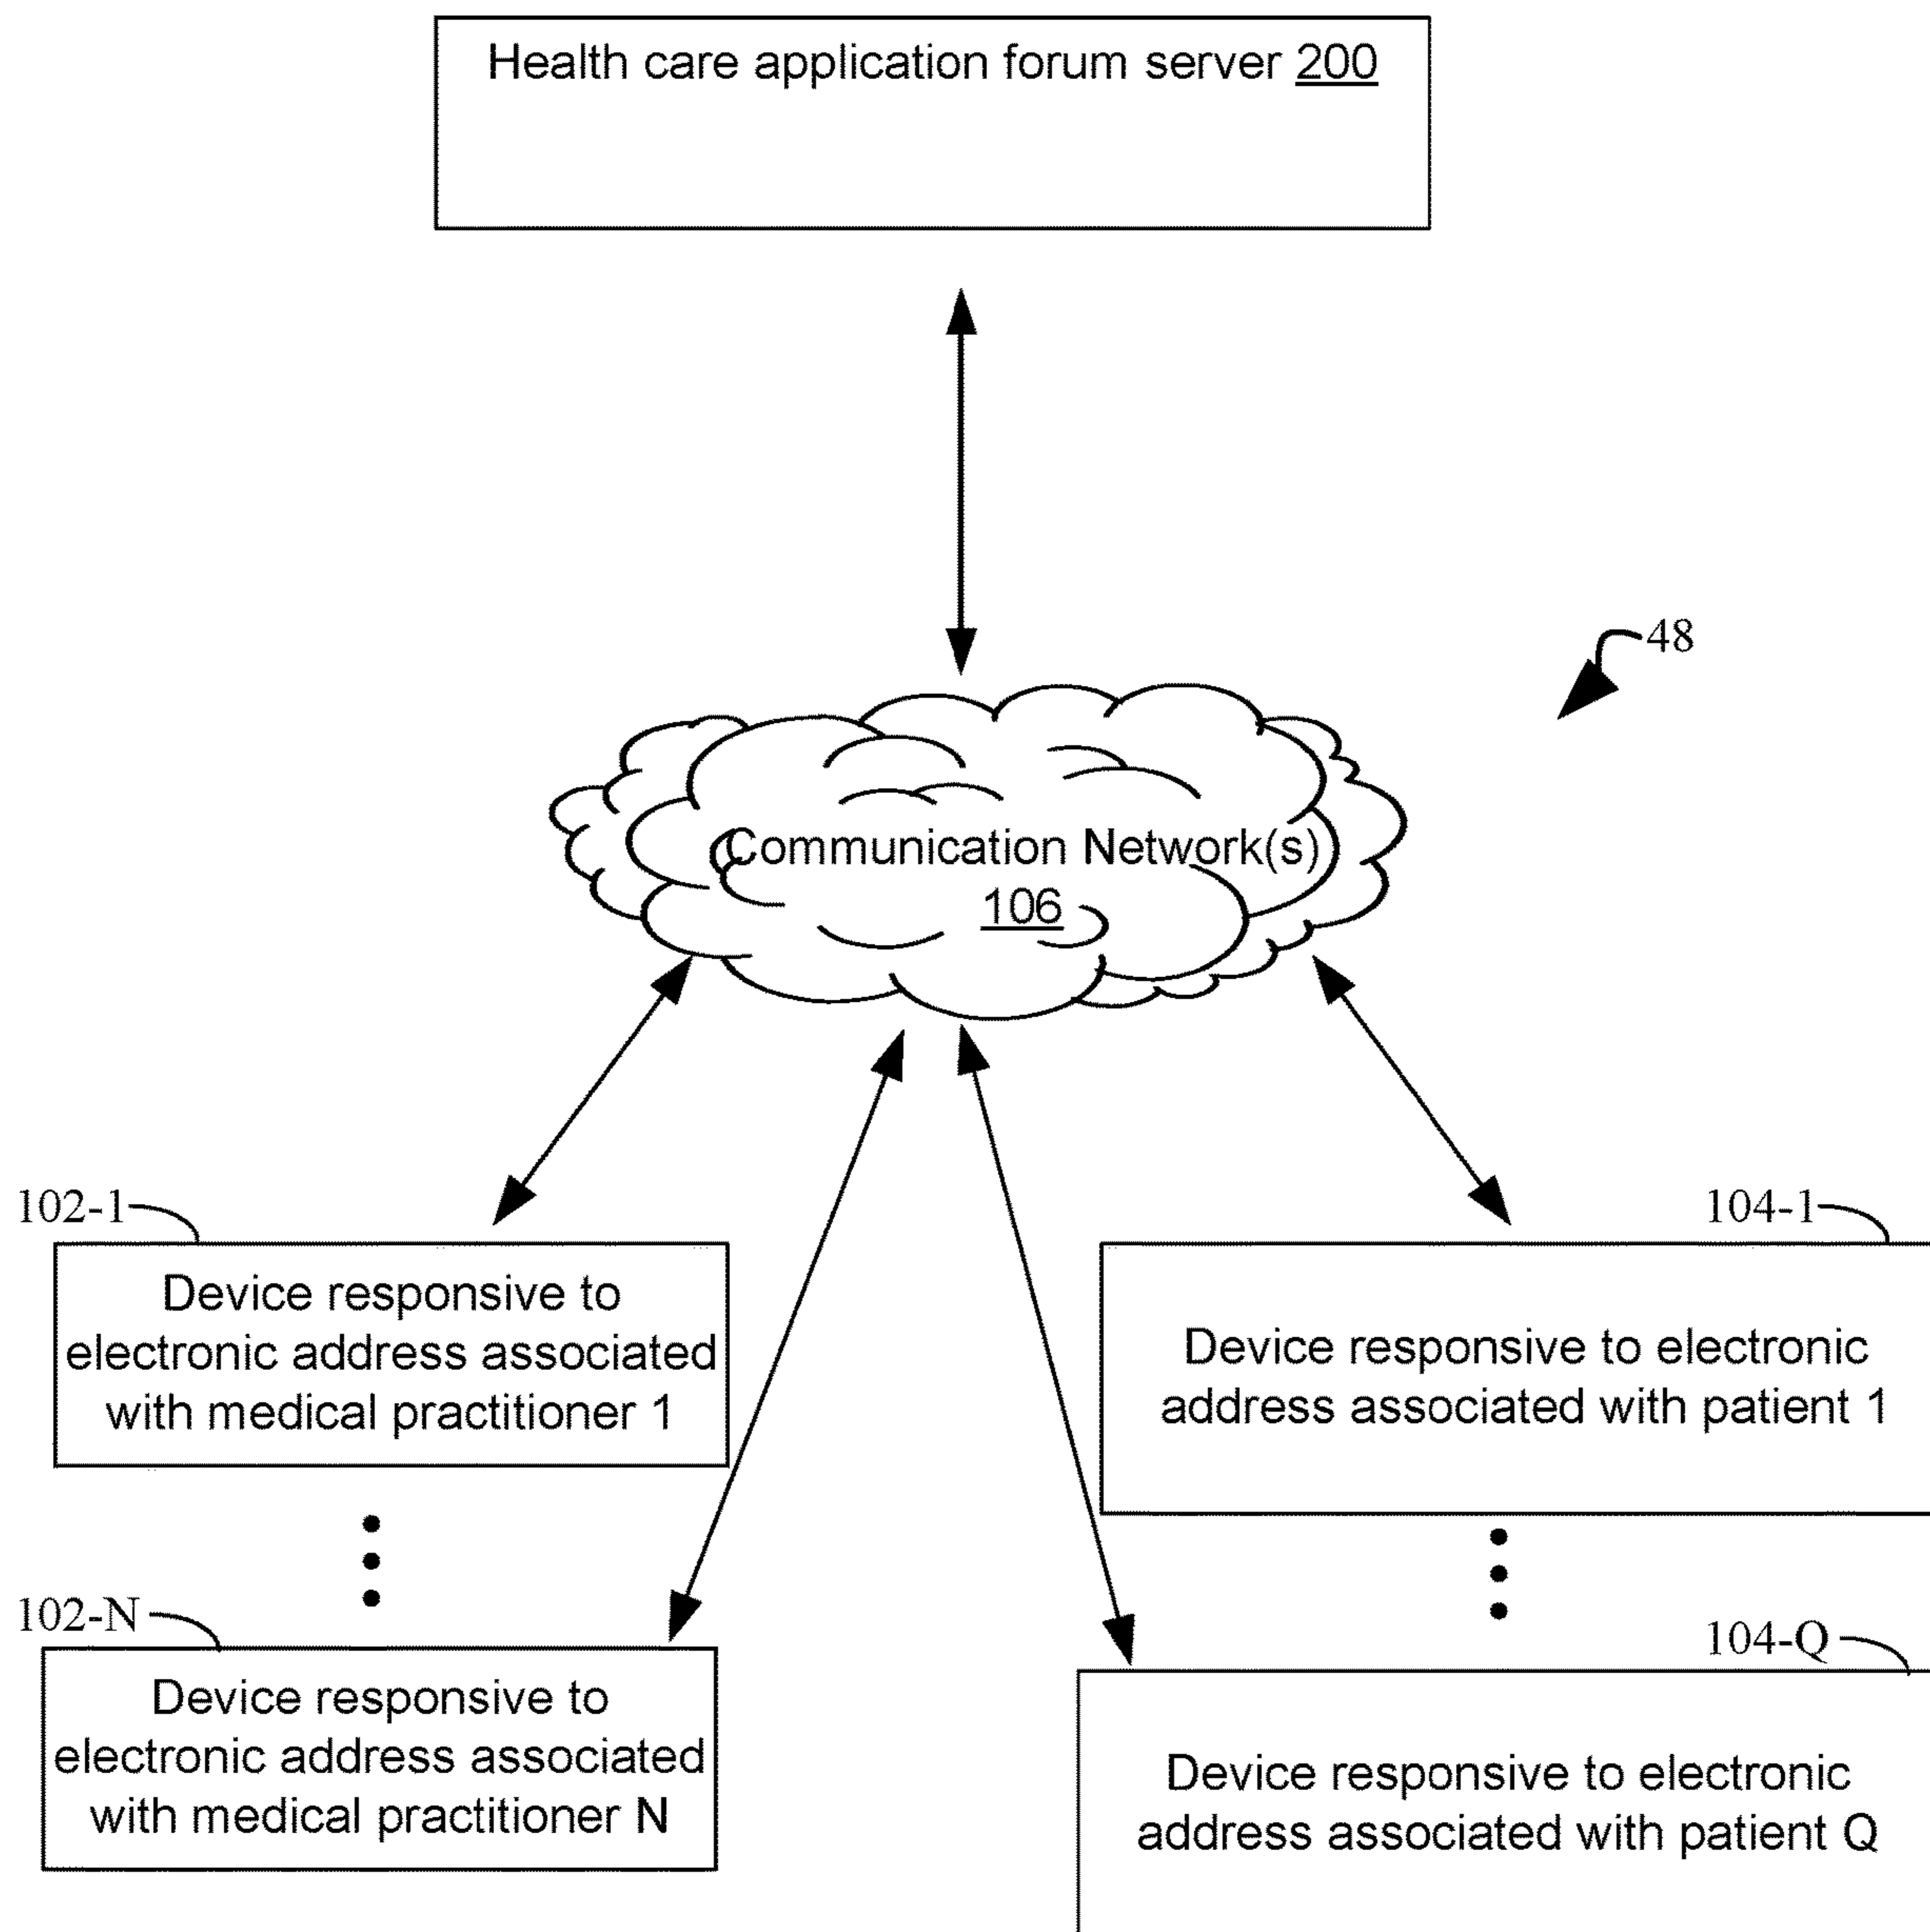 Health care application forum server 200
48
Communication Network(s)
106
102-1
Device responsive to
electronic address associated
with medical practitioner 1
104-1
Device responsive to electronic
address associated with patient 1
102-N
Device responsive to
electronic address associated
with medical practitioner N
104-Q
Device responsive to electronic
address associated with patient Q